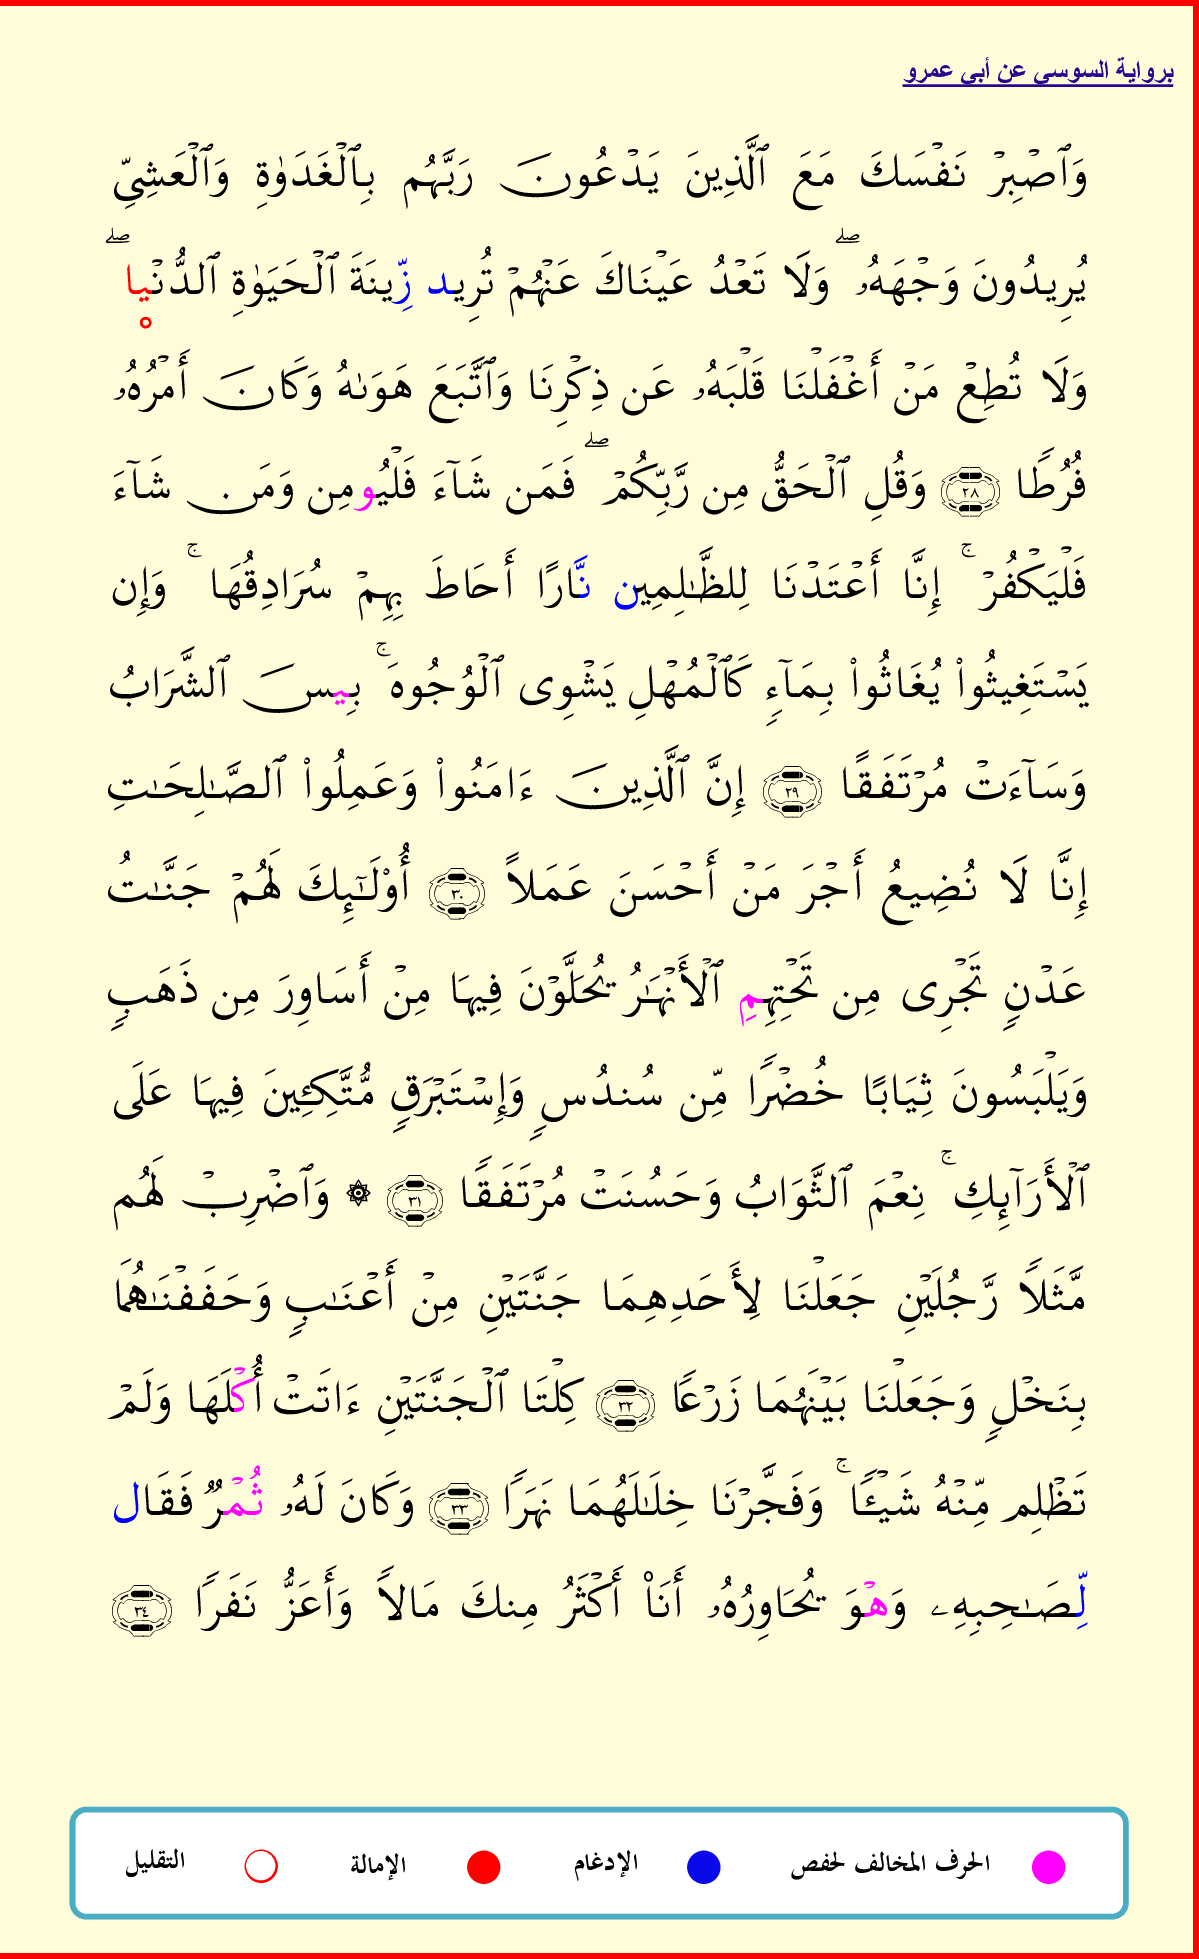 برواية السوسي عن أبي عمرو
وَٱصۡبِرۡ نَفۡسَكَ مَعَ ٱلَّذِينَ يَدۡعُونَ رَبَّهُم بِٱلۡغَدَوٰةِ وَٱلۡعَشِيِّ
يُرِيدُونَ وَجۡهَهُۥۖ وَلَا تَعۡدُ عَيۡنَاكَ عَنۡهُمۡ تُرِيد زِّينَةَ ٱلۡحَيَوٰةِ ٱلدُّنۡياۖ
وَلَا تُطِعۡ مَنۡ أَغۡفَلۡنَا قَلۡبَهُۥ عَن ذِكۡرِنَا وَٱتَّبَعَ هَوَىٰهُ وَكَانَ أَمۡرُهُۥ
فُرُطًا ٢٨ وَقُلِ ٱلۡحَقُّ مِن رَّبِّكُمۡۖ فَمَن شَآءَ فَلۡيُومِن وَمَن شَآءَ
فَلۡيَكۡفُرۡۚ إِنَّا أَعۡتَدۡنَا لِلظَّٰلِمِين نَّارًا أَحَاطَ بِهِمۡ سُرَادِقُهَاۚ وَإِن
يَسۡتَغِيثُواْ يُغَاثُواْ بِمَآءٖ كَٱلۡمُهۡلِ يَشۡوِى ٱلۡوُجُوهَۚ بِيسَ ٱلشَّرَابُ
وَسَآءَتۡ مُرۡتَفَقًا ٢٩ إِنَّ ٱلَّذِينَ ءَامَنُواْ وَعَمِلُواْ ٱلصَّٰلِحَٰتِ
إِنَّا لَا نُضِيعُ أَجۡرَ مَنۡ أَحۡسَنَ عَمَلاً ٣٠ أُوْلَٰٓئِكَ لَهُمۡ جَنَّٰتُ
عَدۡنٖ تَجۡرِى مِن تَحۡتِهِمِ ٱلۡأَنۡهَٰرُ يُحَلَّوۡنَ فِيهَا مِنۡ أَسَاوِرَ مِن ذَهَبٖ
وَيَلۡبَسُونَ ثِيَابًا خُضۡرًا مِّن سُندُسٖ وَإِسۡتَبۡرَقٖ مُّتَّكِـِٔينَ فِيهَا عَلَى
ٱلۡأَرَآئِكِۚ نِعۡمَ ٱلثَّوَابُ وَحَسُنَتۡ مُرۡتَفَقًا ٣١ ۞ وَٱضۡرِبۡ لَهُم
مَّثَلاً رَّجُلَيۡنِ جَعَلۡنَا لِأَحَدِهِمَا جَنَّتَيۡنِ مِنۡ أَعۡنَٰبٖ وَحَفَفۡنَٰهُمَا
بِنَخۡلٖ وَجَعَلۡنَا بَيۡنَهُمَا زَرۡعًا ٣٢ كِلۡتَا ٱلۡجَنَّتَيۡنِ ءَاتَتۡ أُكۡلَهَا وَلَمۡ
تَظۡلِم مِّنۡهُ شَيۡـًٔاۚ وَفَجَّرۡنَا خِلَٰلَهُمَا نَهَرًا ٣٣ وَكَانَ لَهُۥ ثُمۡرٞ فَقَال
لِّصَٰحِبِهِۦ وَهۡوَ يُحَاوِرُهُۥ أَنَا۠ أَكۡثَرُ مِنكَ مَالاً وَأَعَزُّ نَفَرًا ٣٤
الحرف المخالف لحفص الإدغام الإمالة التقليل